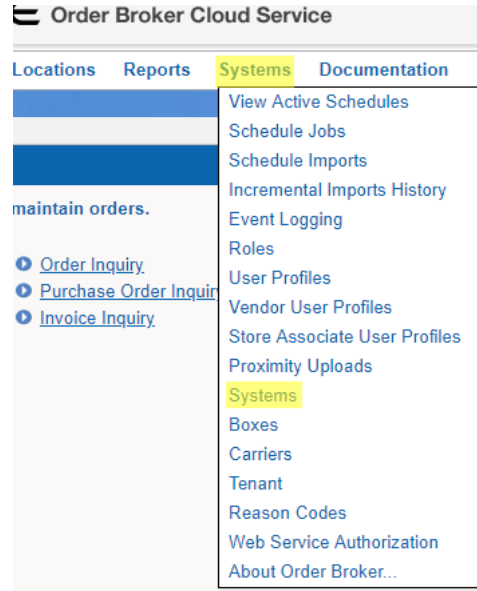 Order Broker Cloud Service
Locations Reports Systems Documentation
View Active Schedules
Schedule Jobs
Schedule Imports
Incremental Imports History
Event Logging
Roles
User Profiles
Vendor User Profiles
Store Associate User Profiles
Proximity Uploads
Systems
Boxes
Carriers
Tenant
Reason Codes
Web Service Authorization
About Order Broker...
maintain orders.
Order Inquiry
Purchase Order Inquiry
Invoice Inquiry